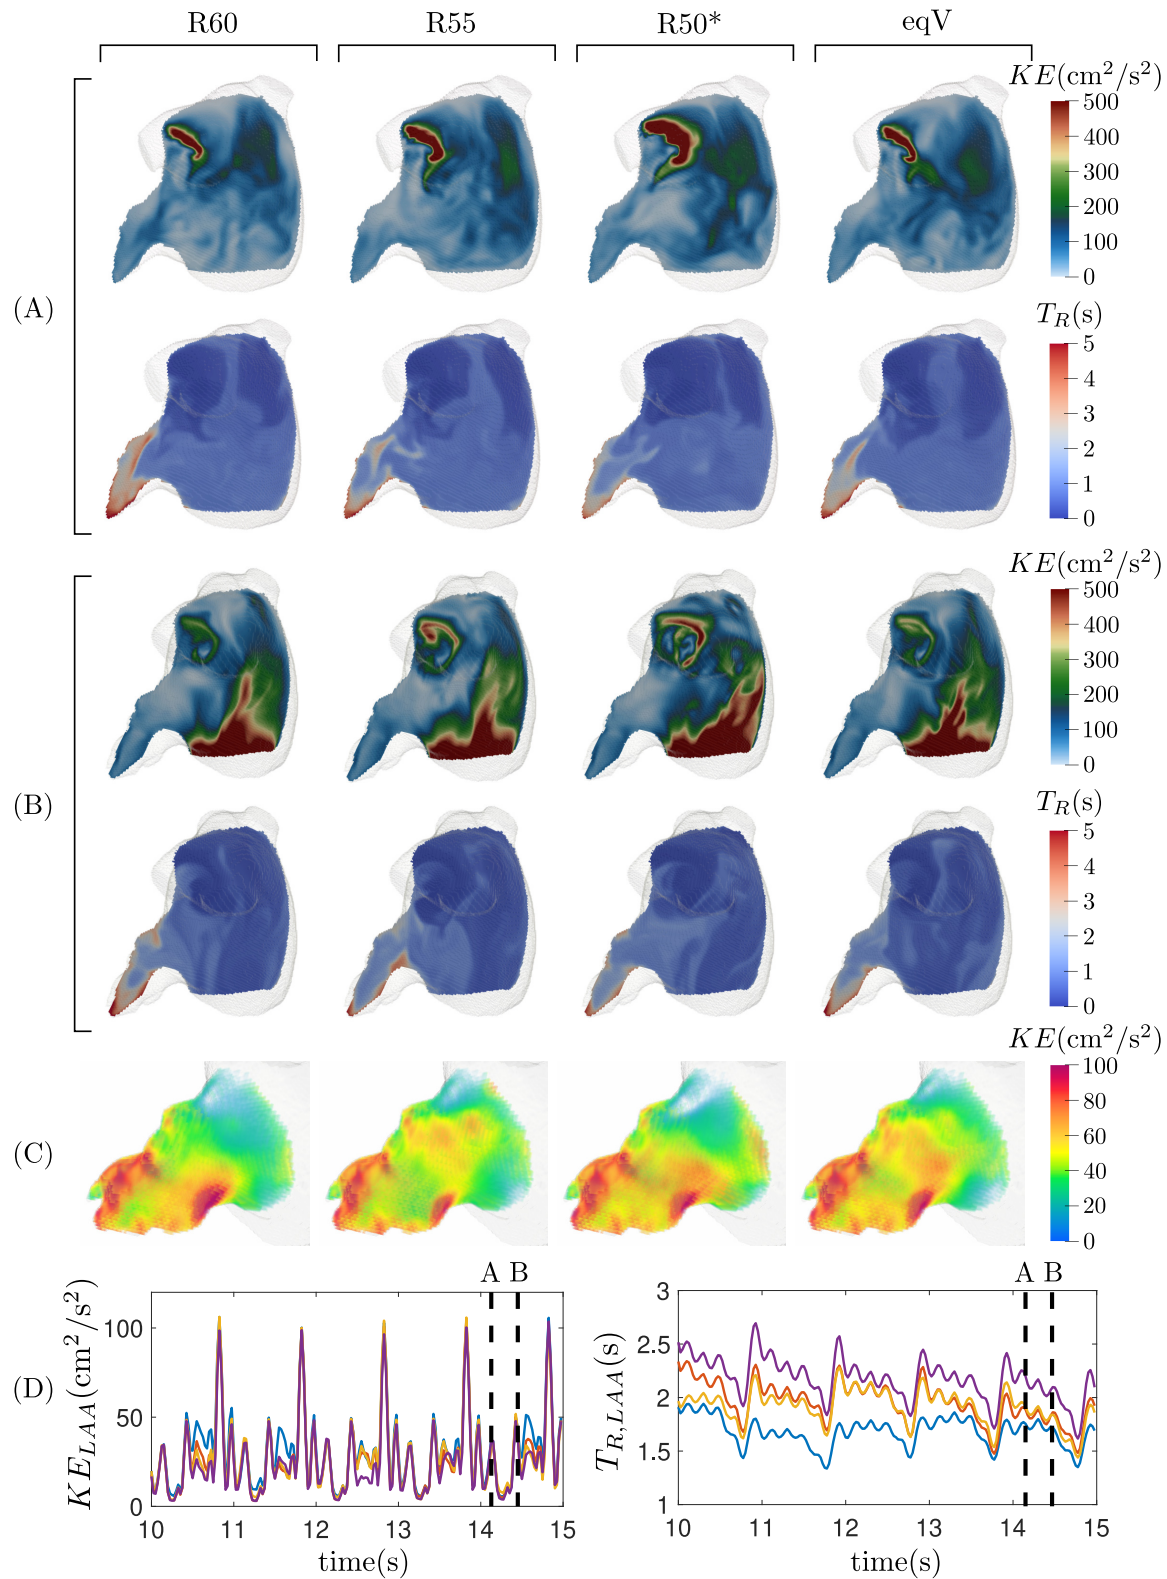 R60 R55 R50* eqV
KE(cm²/s²)
500
400
300
200
100
0
(A)
T_R(s)
5
4
3
2
1
0
KE(cm²/s²)
500
400
300
200
100
0
(B)
T_R(s)
5
4
3
2
1
0
KE(cm²/s²)
100
80
60
40
20
0
(C)
(D)
A B
KE_LAA(cm²/s²)
100
50
0
10 11 12 13 14 15
time(s)
A B
T_R,LAA(s)
3
2.5
2
1.5
1
10 11 12 13 14 15
time(s)